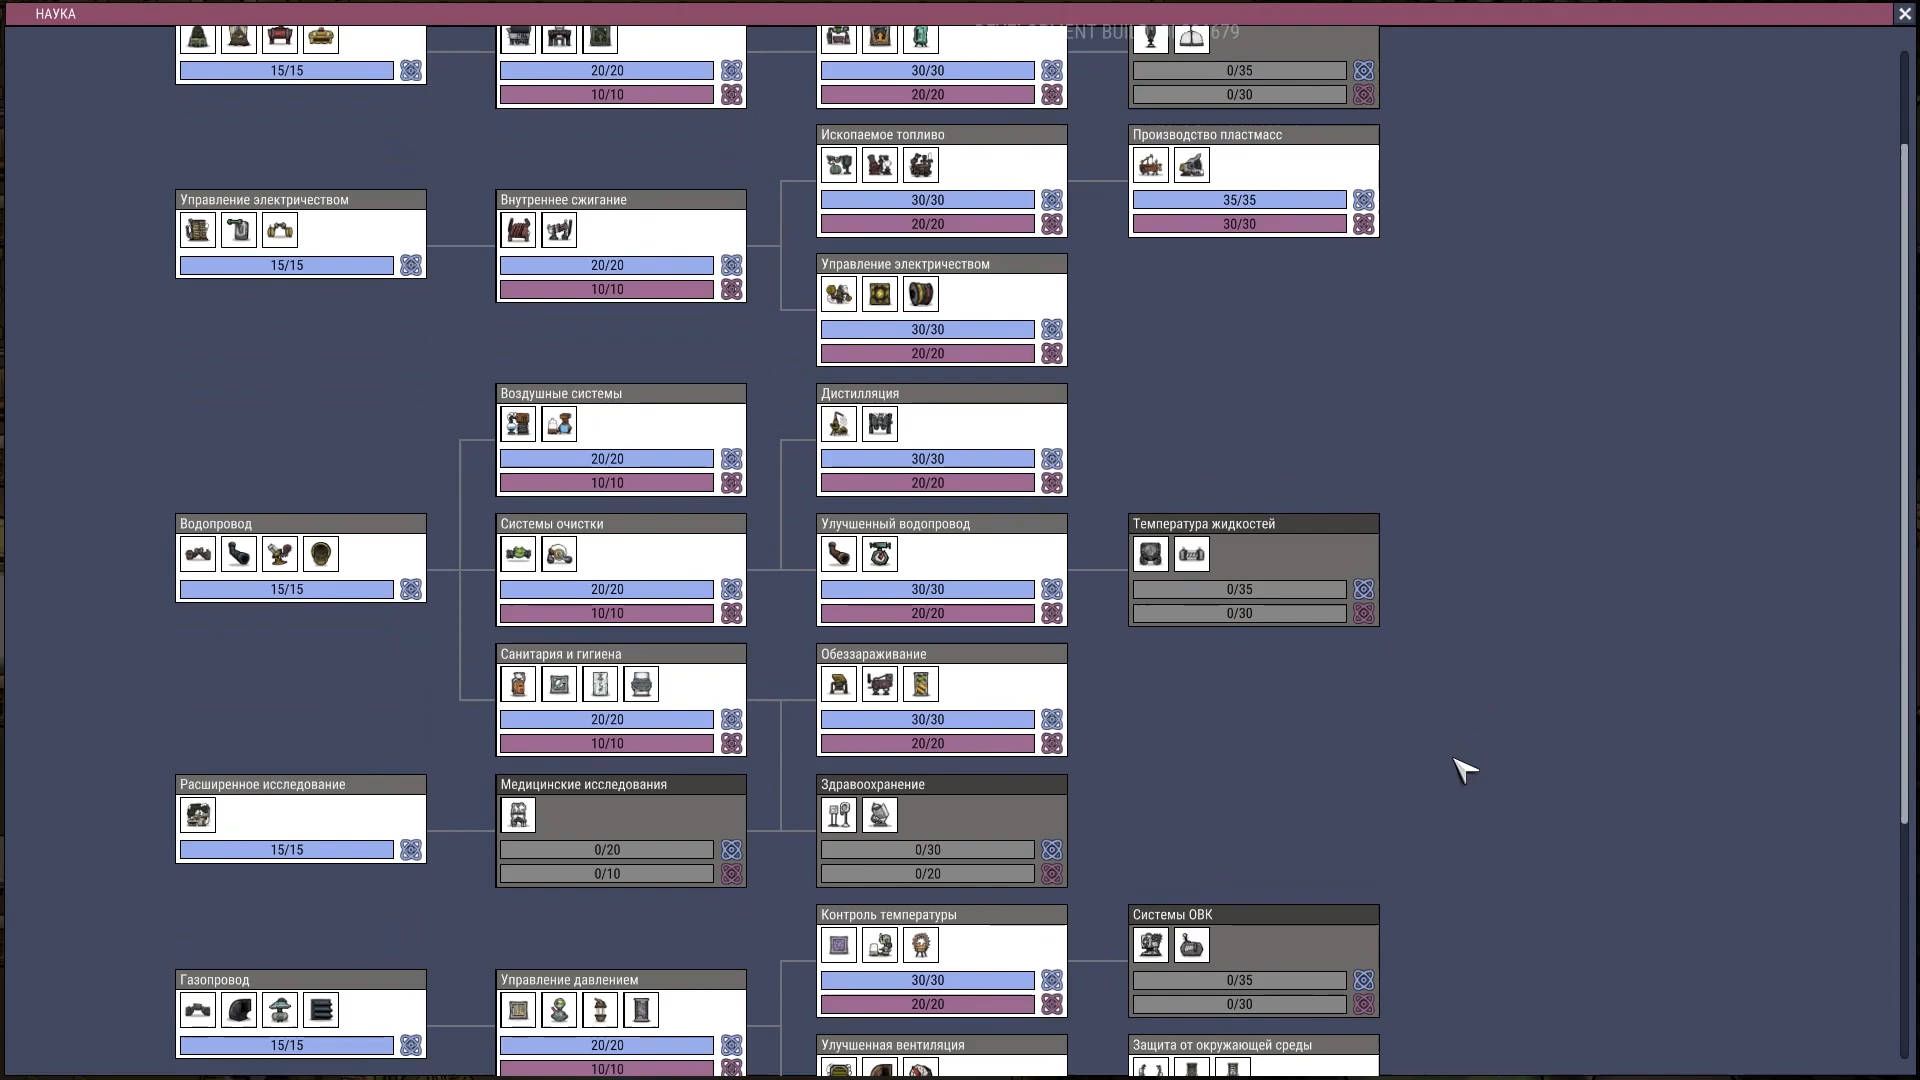 НАУКА
15/15
20/20
30/30
0/35
10/10
20/20
0/30
Ископаемое топливо
Производство пластмасс
30/30
35/35
20/20
30/30
Управление электричеством
Внутреннее сжигание
15/15
20/20
10/10
Управление электричеством
30/30
20/20
Воздушные системы
Дистилляция
20/20
30/30
10/10
20/20
Водопровод
Системы очистки
Улучшенный водопровод
Температура жидкостей
15/15
20/20
30/30
0/35
10/10
20/20
0/30
Санитария и гигиена
Обеззараживание
20/20
30/30
10/10
20/20
Расширенное исследование
Медицинские исследования
Здравоохранение
15/15
0/20
0/30
0/10
0/20
Контроль температуры
Системы ОВК
30/30
0/35
20/20
0/30
Газопровод
Управление давлением
15/15
20/20
10/10
Улучшенная вентиляция
Защита от окружающей среды